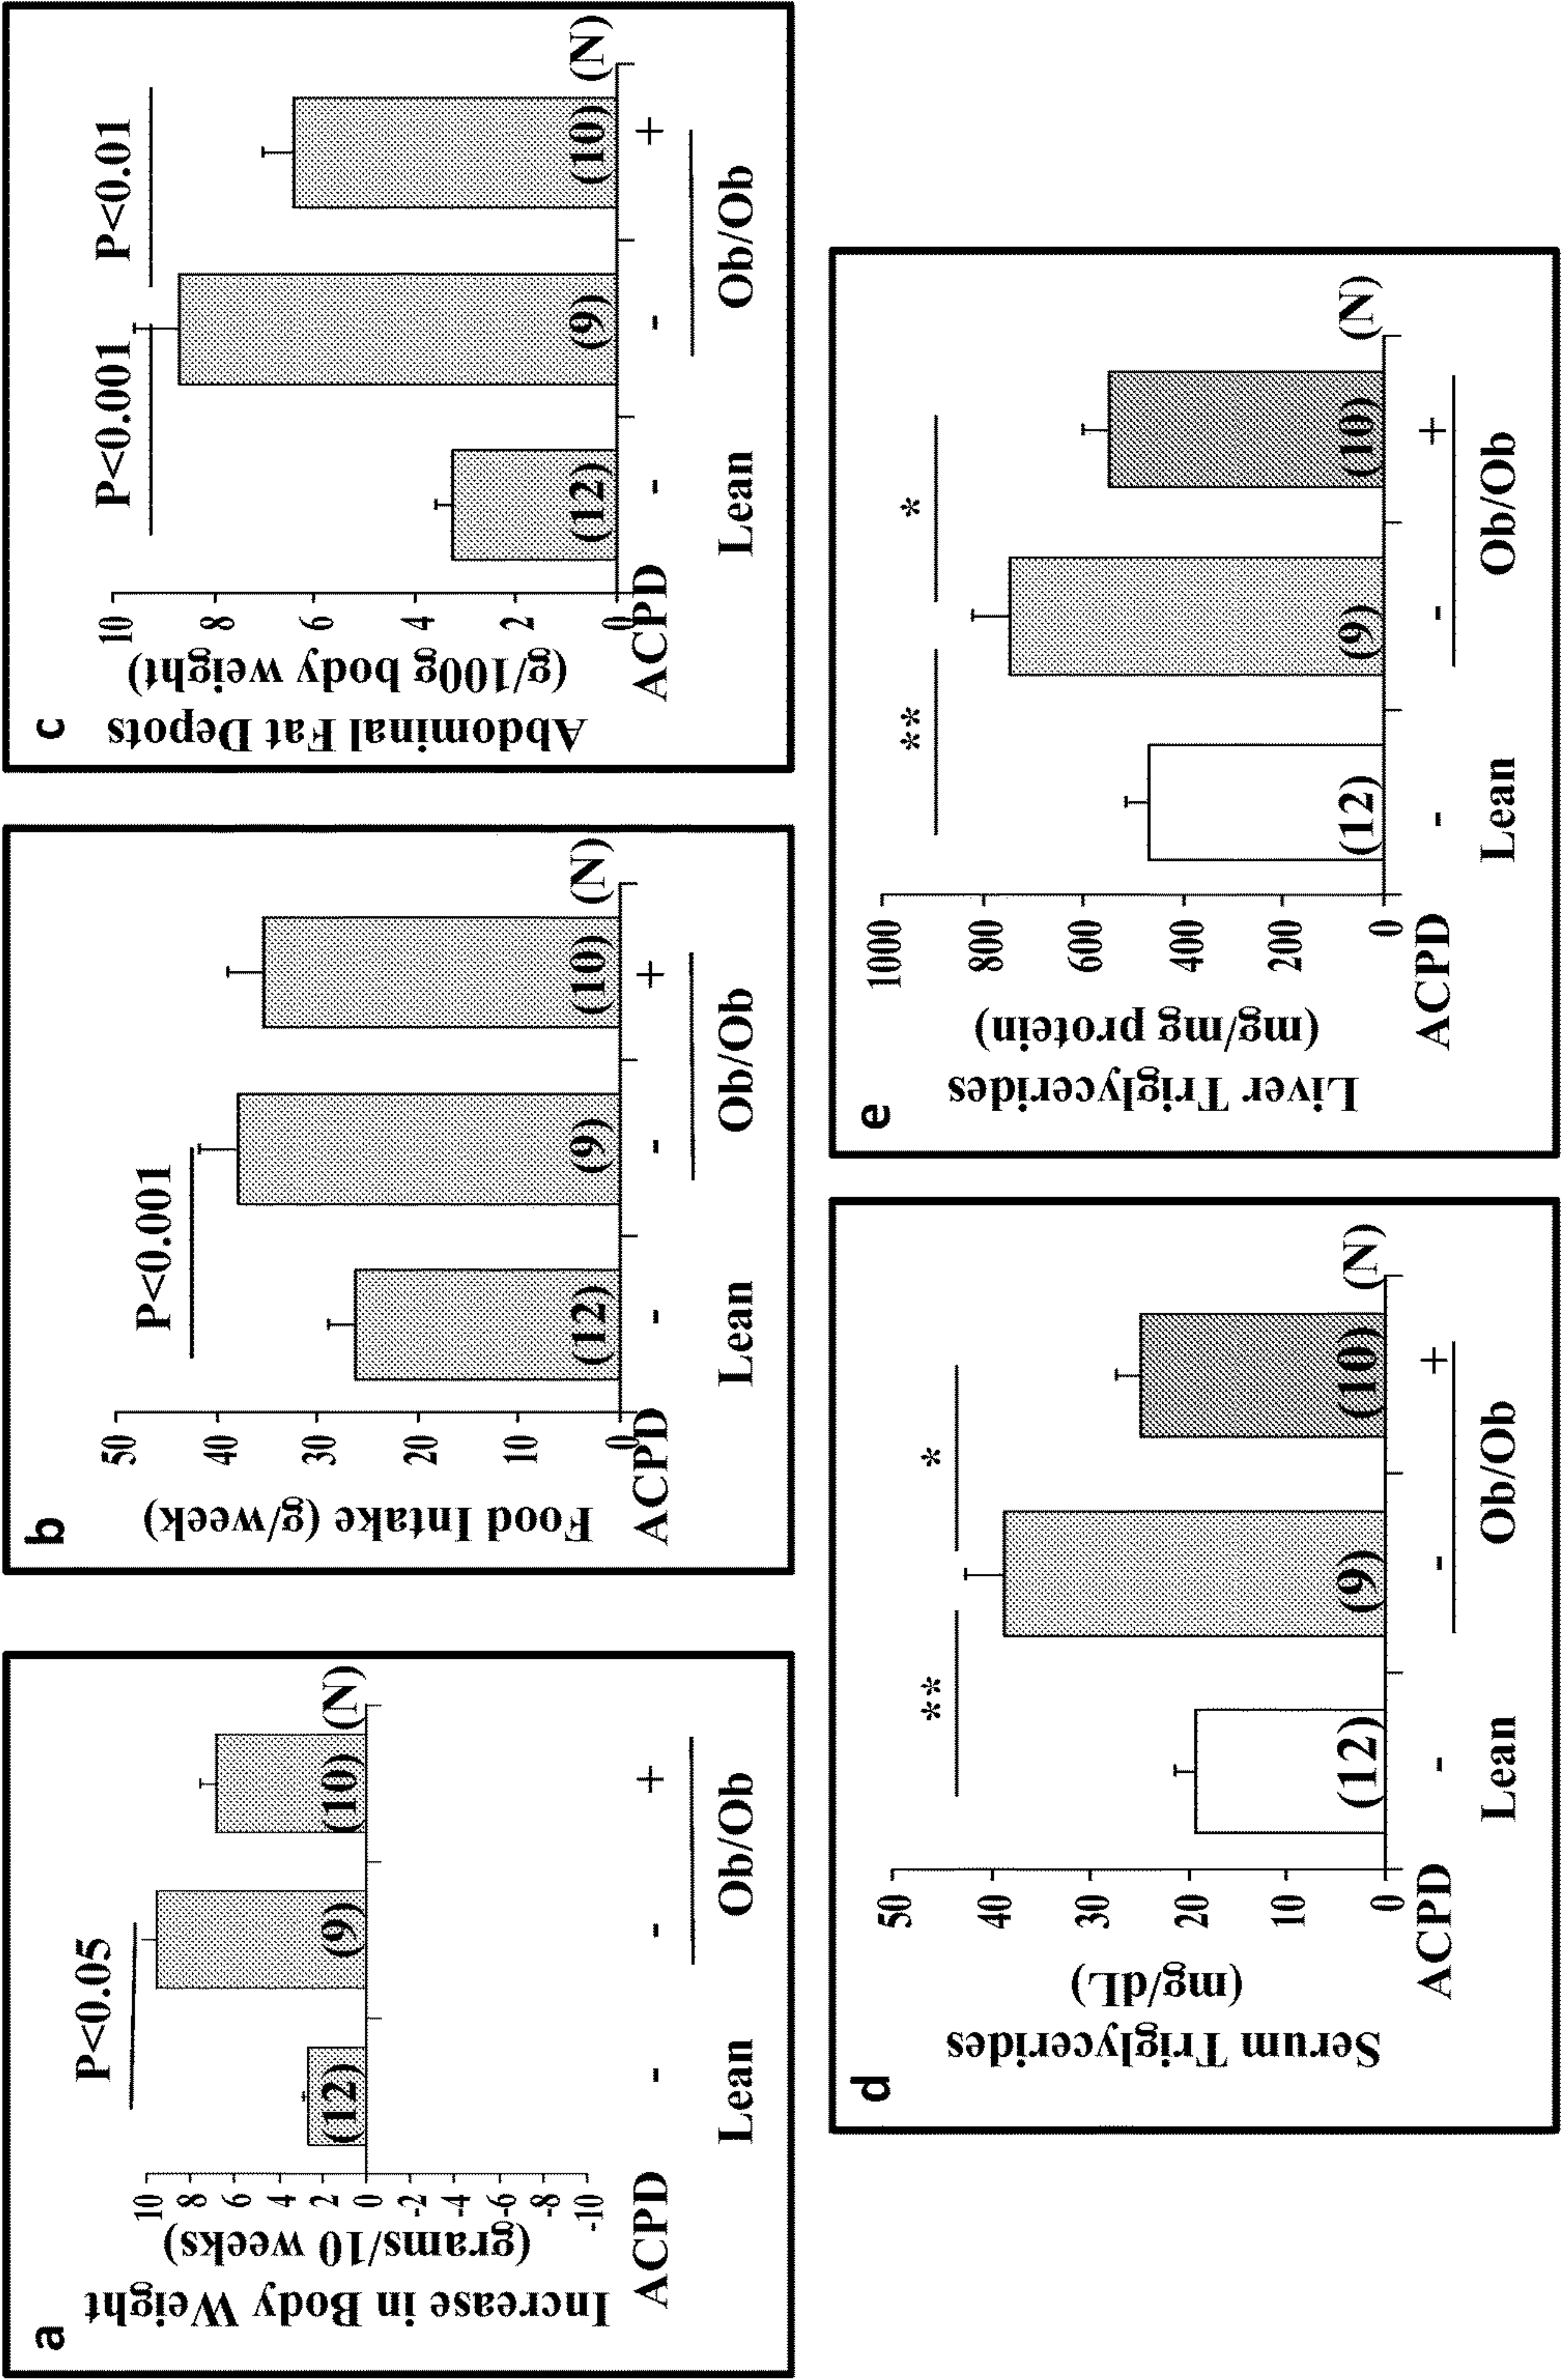 a
P<0.05
Increase in Body Weight
(grams/10 weeks)
10
8
6
4
2
0
-2
-4
-6
-8
-10
(12)
(9)
(10)
(N)
ACPD
-
-
+
Lean
Ob/Ob
b
P<0.001
Food Intake (g/week)
50
40
30
20
10
0
(12)
(9)
(10)
(N)
ACPD
-
-
+
Lean
Ob/Ob
c
P<0.001
P<0.01
Abdominal Fat Depots
(g/100g body weight)
10
8
6
4
2
0
(12)
(9)
(10)
(N)
ACPD
-
-
+
Lean
Ob/Ob
d
**
*
Serum Triglycerides
(mg/dL)
50
40
30
20
10
0
(12)
(9)
(10)
(N)
ACPD
-
-
+
Lean
Ob/Ob
e
**
*
Liver Triglycerides
(mg/mg protein)
1000
800
600
400
200
0
(12)
(9)
(10)
(N)
ACPD
-
-
+
Lean
Ob/Ob